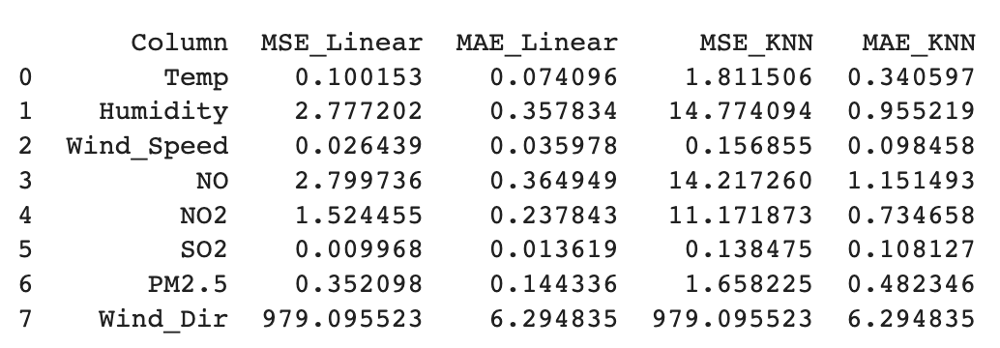 Column MSE_Linear MAE_Linear MSE_KNN MAE_KNN
0 Temp 0.100153 0.074096 1.811506 0.340597
1 Humidity 2.777202 0.357834 14.774094 0.955219
2 Wind_Speed 0.026439 0.035978 0.156855 0.098458
3 NO 2.799736 0.364949 14.217260 1.151493
4 NO2 1.524455 0.237843 11.171873 0.734658
5 SO2 0.009968 0.013619 0.138475 0.108127
6 PM2.5 0.352098 0.144336 1.658225 0.482346
7 Wind_Dir 979.095523 6.294835 979.095523 6.294835